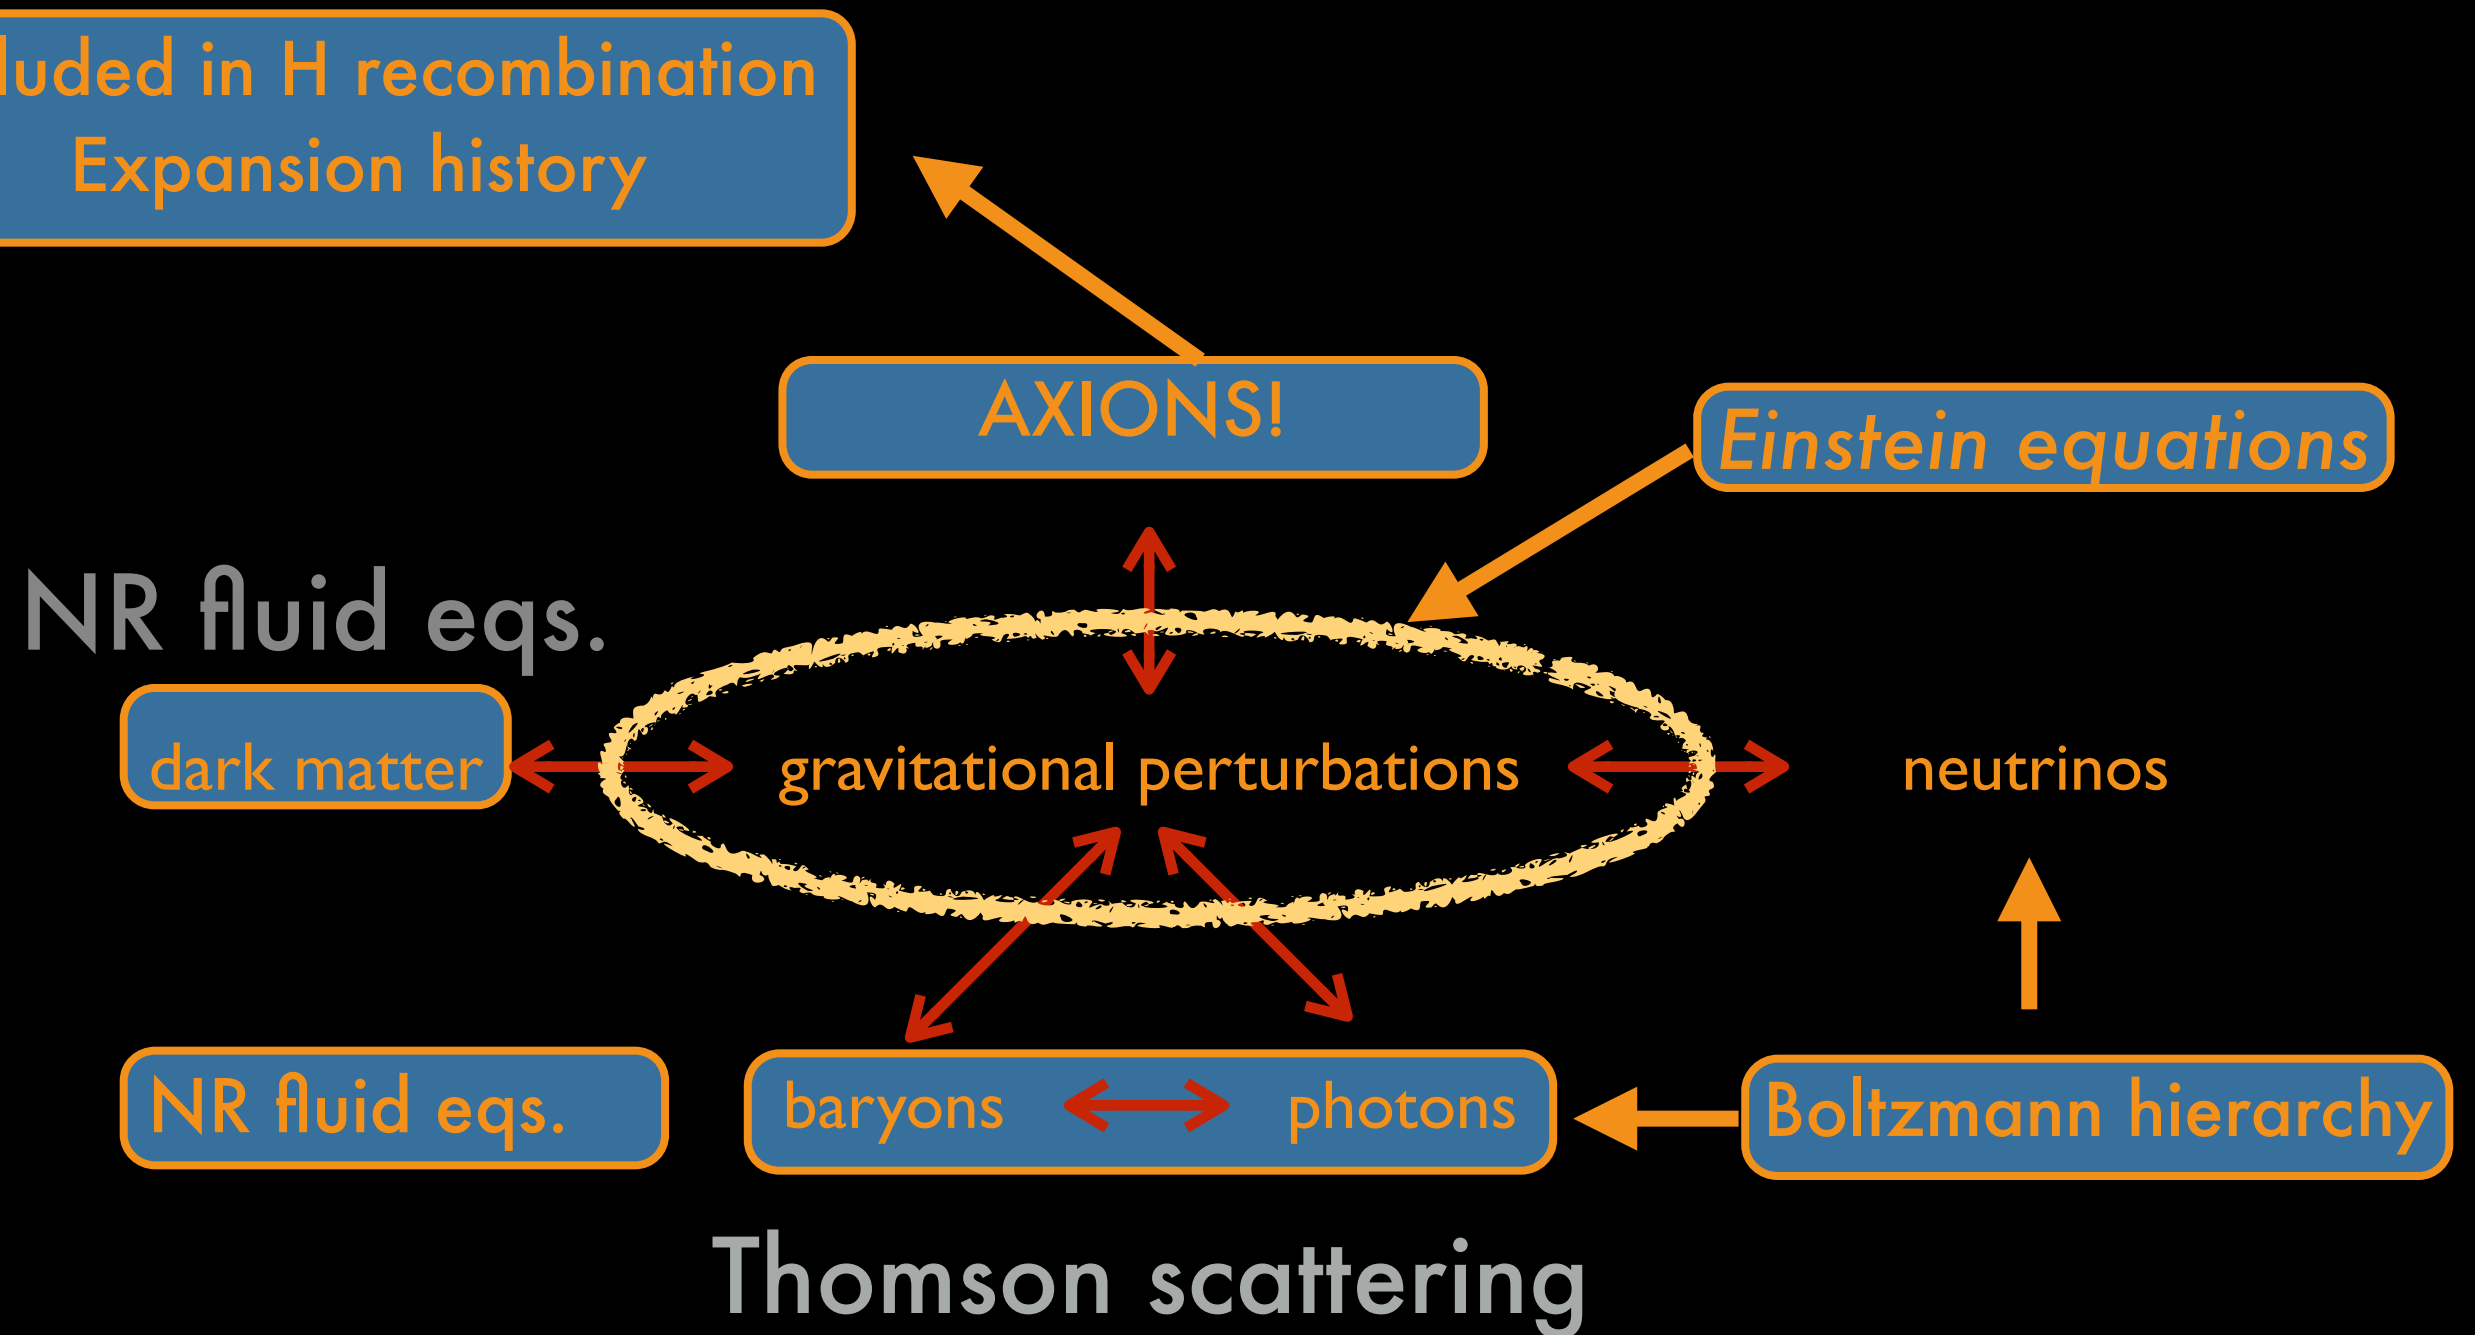 luded in H recombination
Expansion history
AXIONS!
Einstein equations
NR fluid eqs.
dark matter
gravitational perturbations
neutrinos
NR fluid eqs.
baryons
photons
Boltzmann hierarchy
Thomson scattering